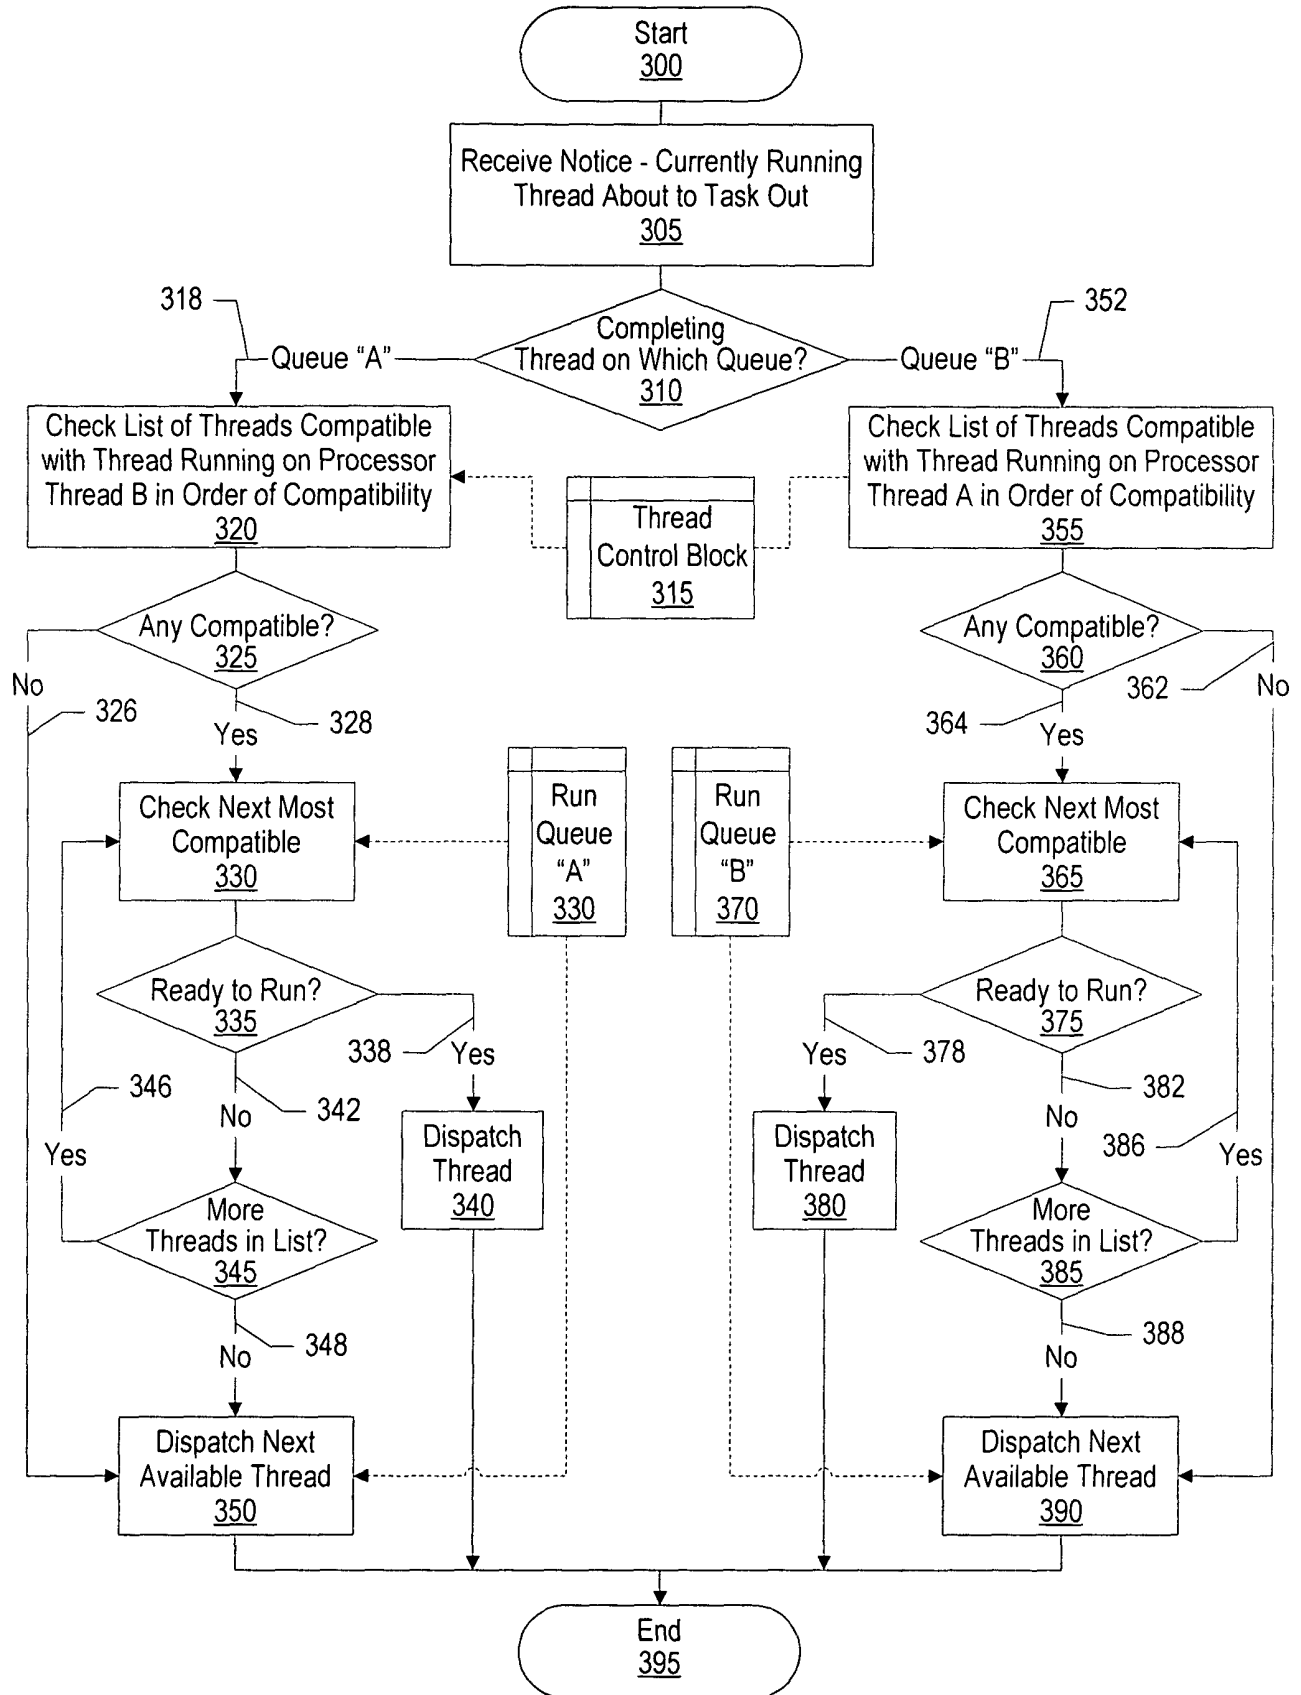 Start
300
Receive Notice - Currently Running
Thread About to Task Out
305
318
352
Completing
Thread on Which Queue?
310
Queue “A”
Queue “B”
Check List of Threads Compatible
with Thread Running on Processor
Thread B in Order of Compatibility
320
Check List of Threads Compatible
with Thread Running on Processor
Thread A in Order of Compatibility
355
Thread
Control Block
315
Any Compatible?
325
Any Compatible?
360
No
326
328
Yes
362
No
364
Yes
Check Next Most
Compatible
330
Run
Queue
“A”
330
Run
Queue
“B”
370
Check Next Most
Compatible
365
Ready to Run?
335
338
Yes
Ready to Run?
375
Yes
378
346
Yes
342
No
382
No
386
Yes
Dispatch
Thread
340
Dispatch
Thread
380
More
Threads in List?
345
More
Threads in List?
385
348
No
388
No
Dispatch Next
Available Thread
350
Dispatch Next
Available Thread
390
End
395